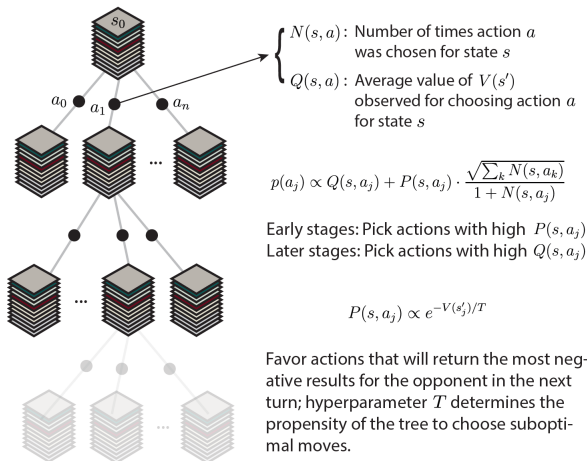 s₀
N(s, a) : Number of times action a
was chosen for state s
Q(s, a) : Average value of V(s′)
observed for choosing action a
for state s
a₀
a₁
aₙ
...
p(aⱼ) ∝ Q(s, aⱼ) + P(s, aⱼ) · √(∑ₖ N(s, aₖ)) / (1 + N(s, aⱼ))
Early stages: Pick actions with high P(s, aⱼ)
Later stages: Pick actions with high Q(s, aⱼ)
...
P(s, aⱼ) ∝ e^{−V(s′ⱼ)/T}
Favor actions that will return the most neg-
ative results for the opponent in the next
turn; hyperparameter T determines the
propensity of the tree to choose subopti-
mal moves.
...